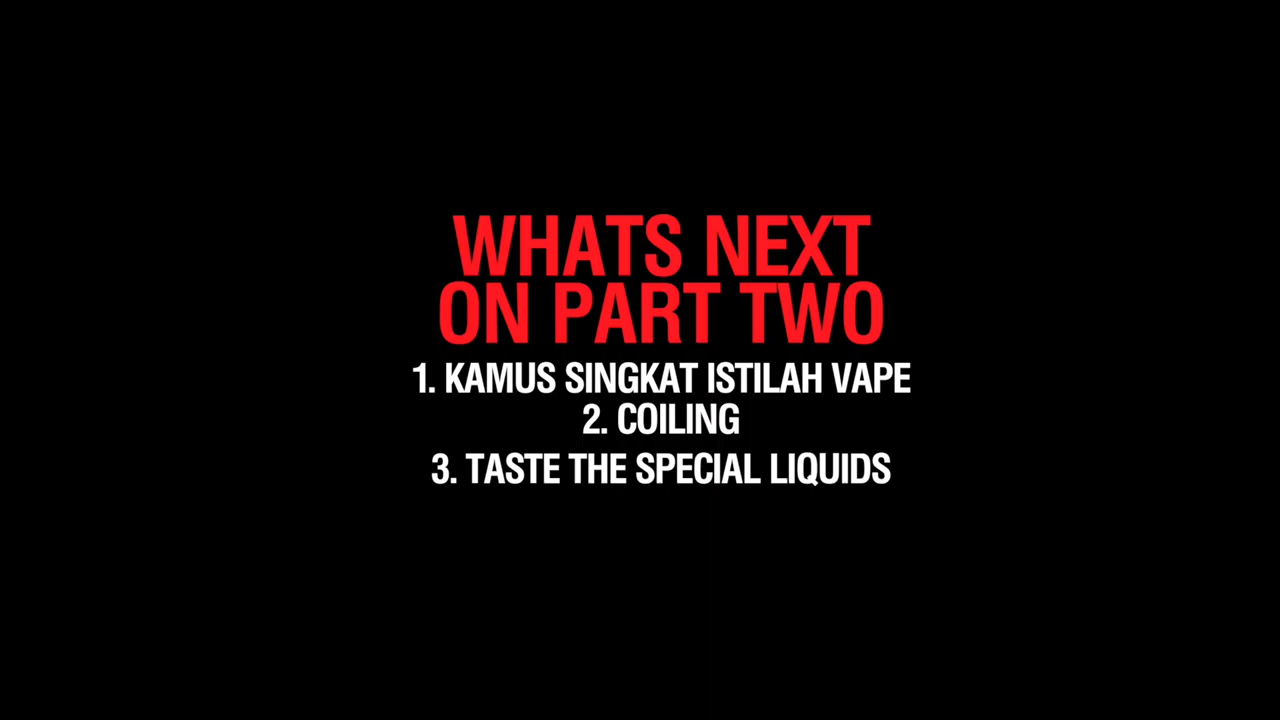 WHATS NEXT
ON PART TWO
1. KAMUS SINGKAT ISTILAH VAPE
2. COILING
3. TASTE THE SPECIAL LIQUIDS